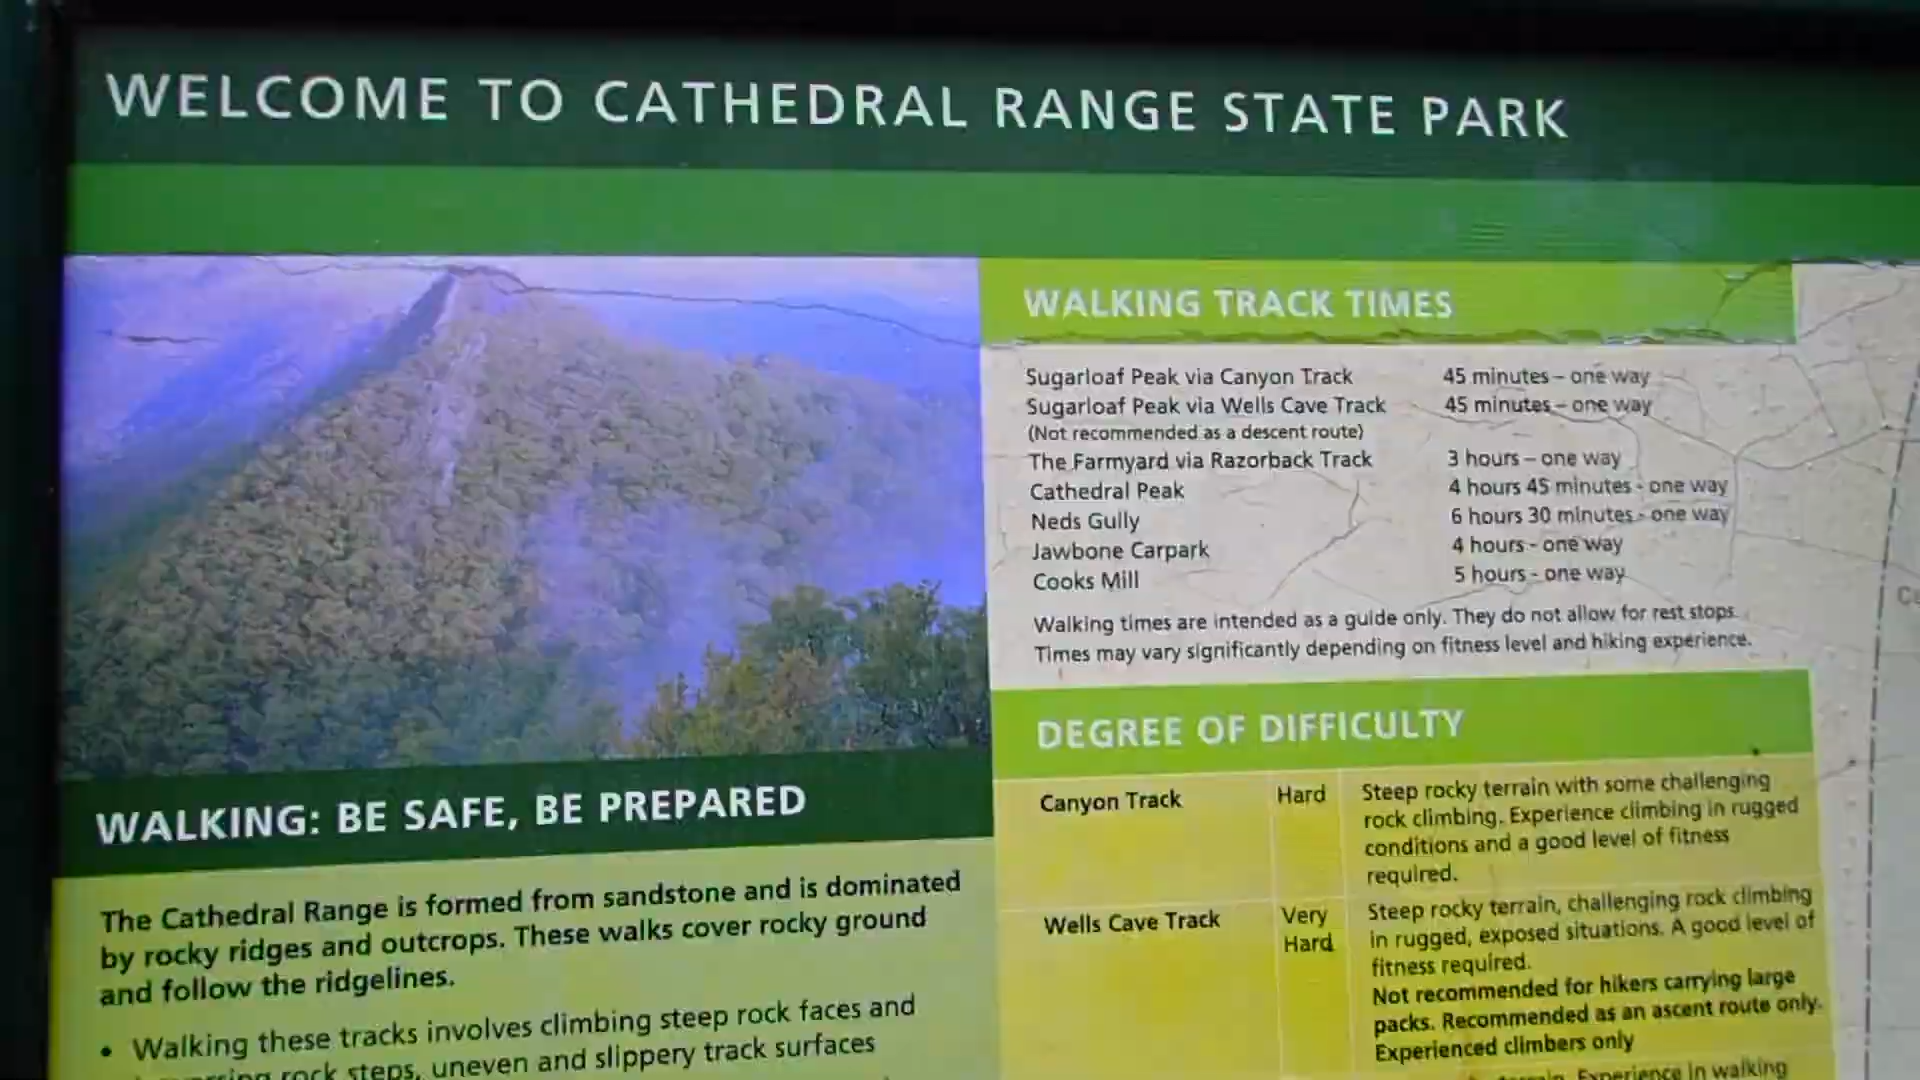 WELCOME TO CATHEDRAL RANGE STATE PARK
WALKING: BE SAFE, BE PREPARED
The Cathedral Range is formed from sandstone and is dominated
by rocky ridges and outcrops. These walks cover rocky ground
and follow the ridgelines.
• Walking these tracks involves climbing steep rock faces and
rock steps, uneven and slippery track surfaces
WALKING TRACK TIMES
Sugarloaf Peak via Canyon Track 45 minutes – one way
Sugarloaf Peak via Wells Cave Track 45 minutes – one way
(Not recommended as a descent route)
The Farmyard via Razorback Track 3 hours – one way
Cathedral Peak 4 hours 45 minutes - one way
Neds Gully 6 hours 30 minutes - one way
Jawbone Carpark 4 hours - one way
Cooks Mill 5 hours - one way
Walking times are intended as a guide only. They do not allow for rest stops.
Times may vary significantly depending on fitness level and hiking experience.
DEGREE OF DIFFICULTY
Canyon Track Hard Steep rocky terrain with some challenging
rock climbing. Experience climbing in rugged
conditions and a good level of fitness
required.
Wells Cave Track Very Hard Steep rocky terrain, challenging rock climbing
in rugged, exposed situations. A good level of
fitness required.
Not recommended for hikers carrying large
packs. Recommended as an ascent route only.
Experienced climbers only
terrain. Experience in walking